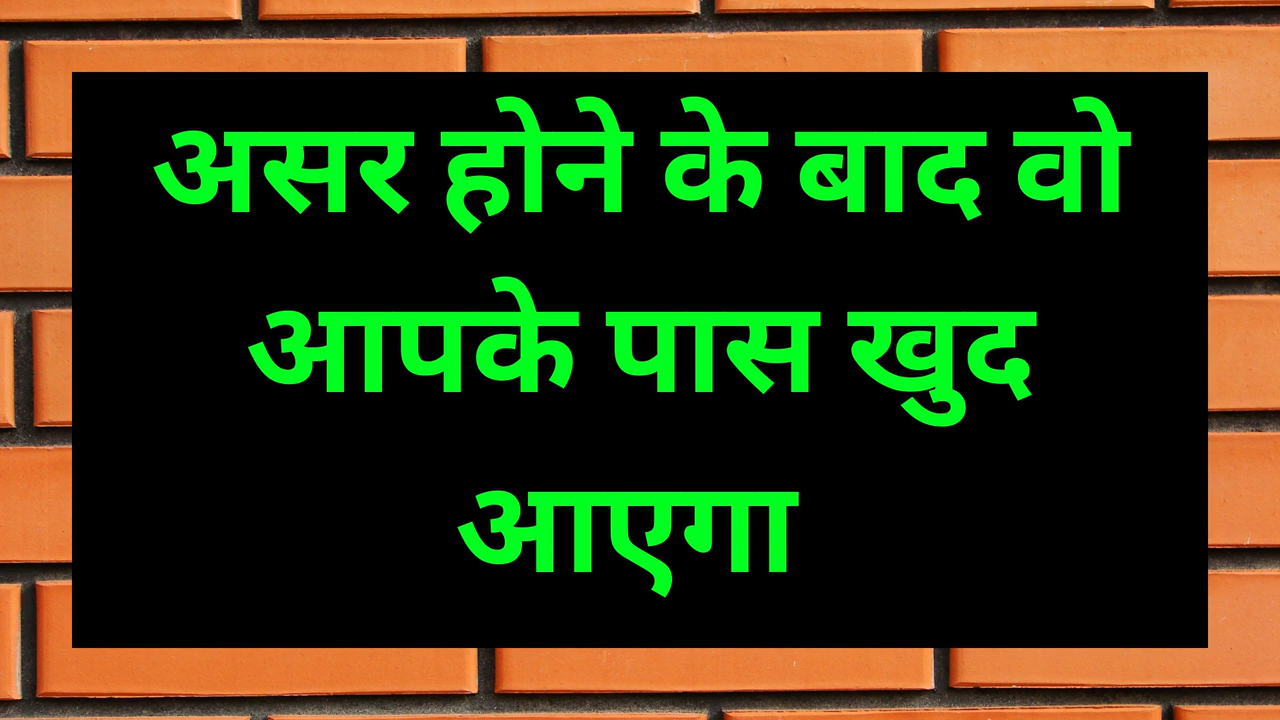 असर होने के बाद वो
आपके पास खुद
आएगा